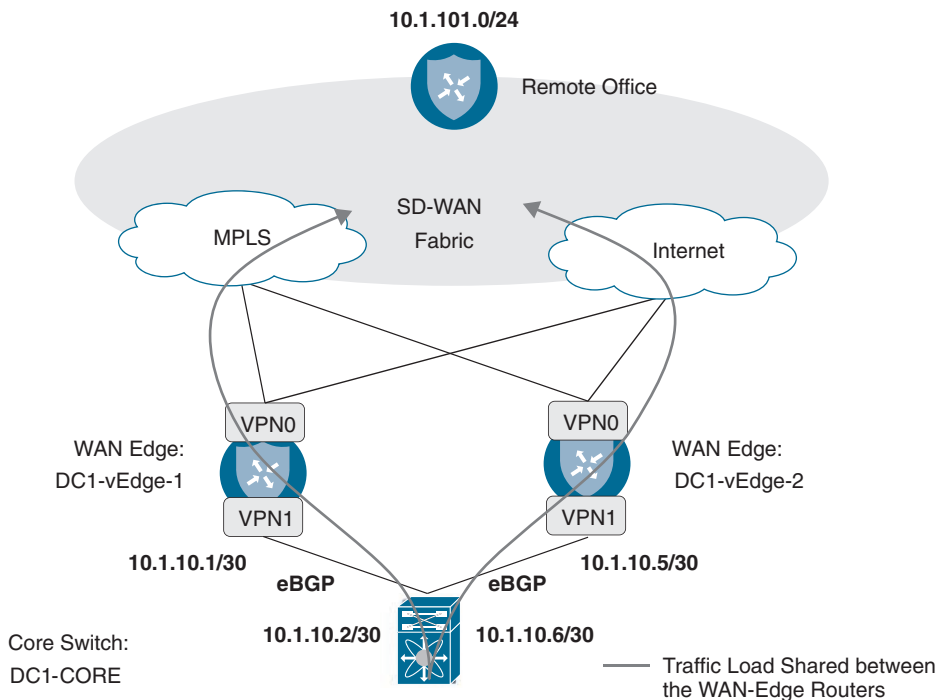 10.1.101.0/24
Remote Office
SD-WAN
Fabric
MPLS
Internet
VPN0
VPN0
WAN Edge:
DC1-vEdge-1
WAN Edge:
DC1-vEdge-2
VPN1
VPN1
10.1.10.1/30
10.1.10.5/30
eBGP
eBGP
10.1.10.2/30
10.1.10.6/30
Core Switch:
DC1-CORE
Traffic Load Shared between
the WAN-Edge Routers